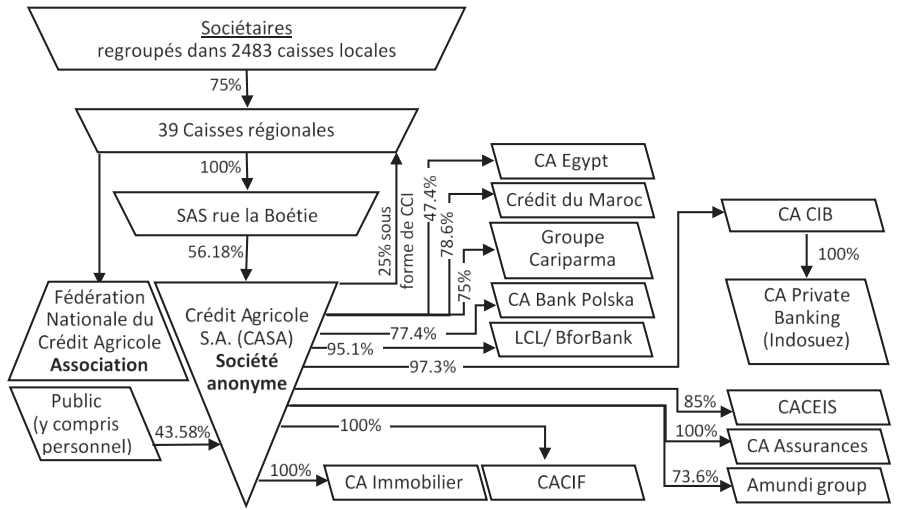 Sociétaires
regroupés dans 2483 caisses locales
75%
39 Caisses régionales
100%
SAS rue la Boétie
56.18%
25% sous
forme de CCI
47.4%
78.6%
75%
CA Egypt
Crédit du Maroc
Groupe
Cariparma
CA Bank Polska
LCL/ BforBank
CA CIB
100%
CA Private
Banking
(Indosuez)
Fédération
Nationale du
Crédit Agricole
Association
Crédit Agricole
S.A. (CASA)
Société
anonyme
77.4%
95.1%
97.3%
Public
(y compris
personnel)
43.58%
85%
CACEIS
100%
CA Assurances
73.6%
Amundi group
100%
100%
CA Immobilier
CACIF